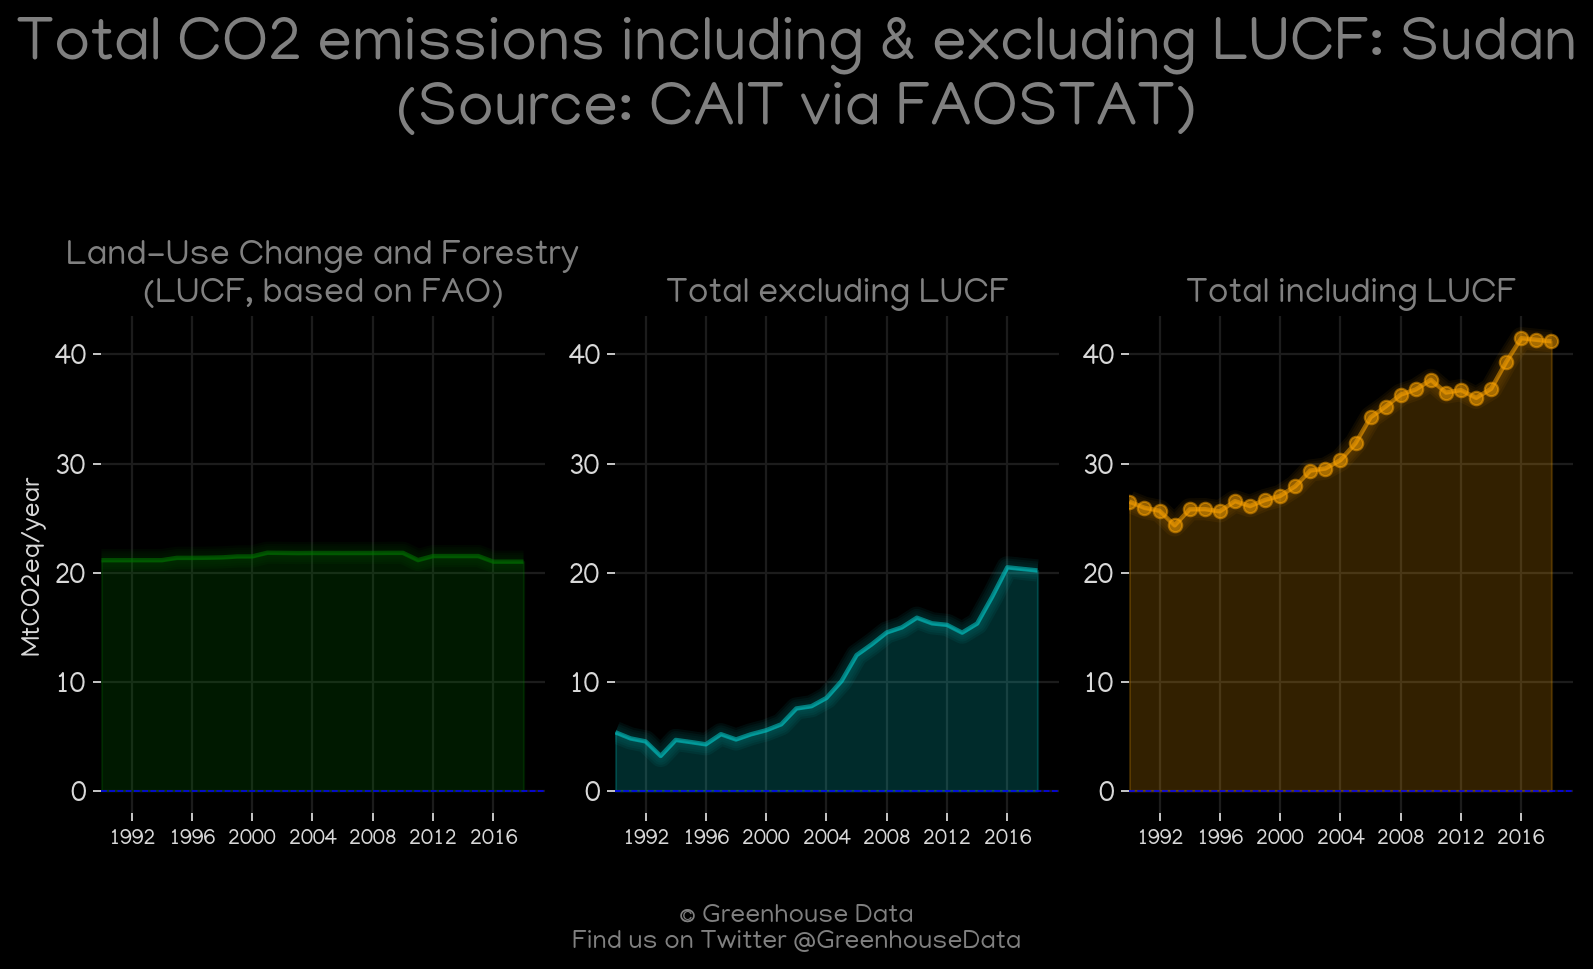 Total CO2 emissions including & excluding LUCF: Sudan
(Source: CAIT via FAOSTAT)
Land-Use Change and Forestry
(LUCF, based on FAO)
Total excluding LUCF
Total including LUCF
MtCO2eq/year
40
30
20
10
0
1992 1996 2000 2004 2008 2012 2016
40
30
20
10
0
1992 1996 2000 2004 2008 2012 2016
40
30
20
10
0
1992 1996 2000 2004 2008 2012 2016
© Greenhouse Data
Find us on Twitter @GreenhouseData